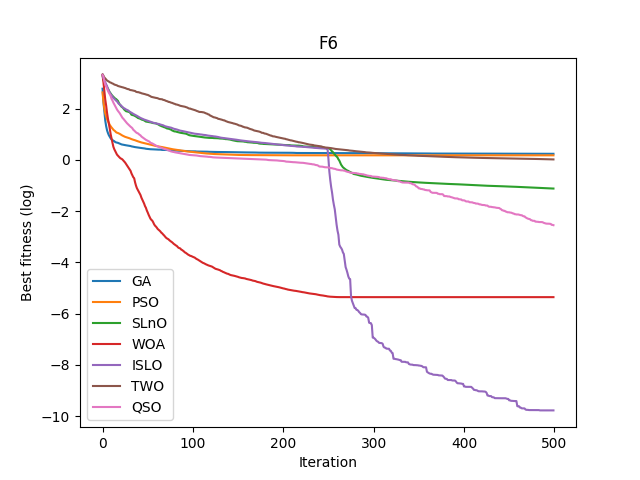 F6
Best fitness (log)
2
0
−2
−4
−6
−8
−10
GA
PSO
SLnO
WOA
ISLO
TWO
QSO
0 100 200 300 400 500
Iteration